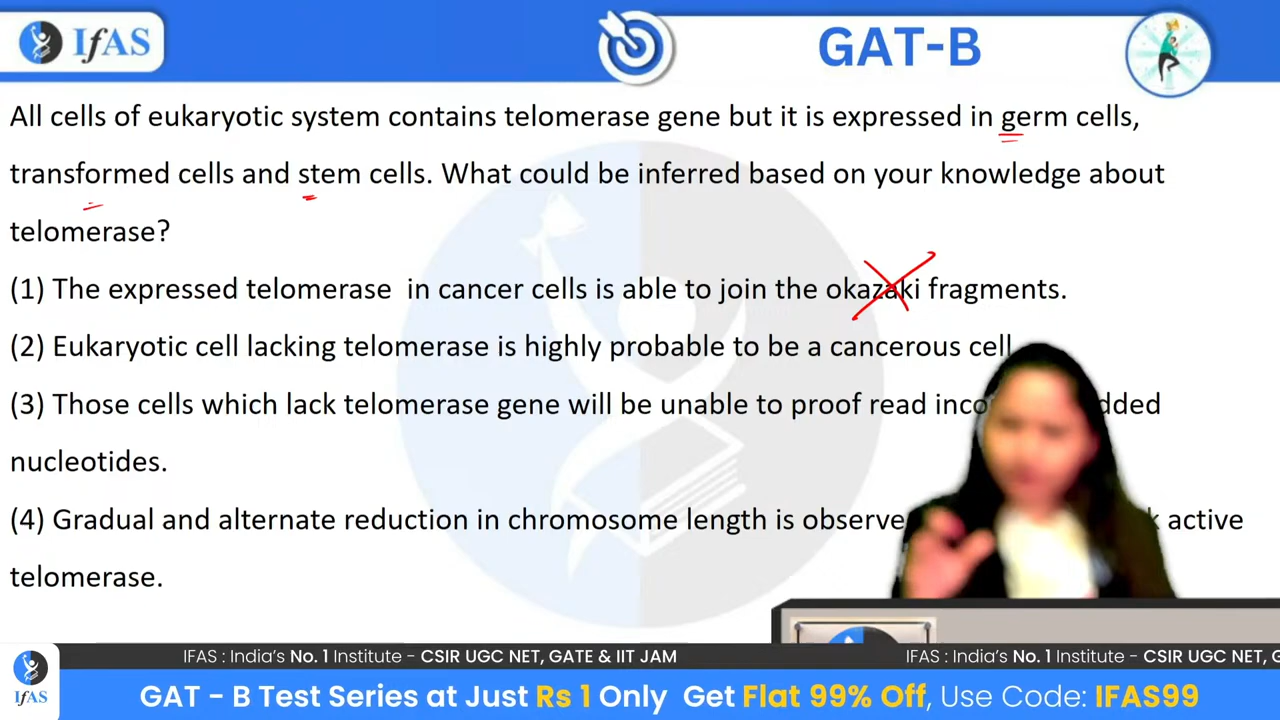 IfAS
GAT-B
All cells of eukaryotic system contains telomerase gene but it is expressed in germ cells,
transformed cells and stem cells. What could be inferred based on your knowledge about
telomerase?
(1) The expressed telomerase in cancer cells is able to join the okazaki fragments.
(2) Eukaryotic cell lacking telomerase is highly probable to be a cancerous cell
(3) Those cells which lack telomerase gene will be unable to proof read
nucleotides.
(4) Gradual and alternate reduction in chromosome length is active
telomerase.
IFAS : India's No. 1 Institute - CSIR UGC NET, GATE & IIT JAM IFAS : India's No. 1 Institute - CSIR UGC NET,
IfAS GAT - B Test Series at Just Rs 1 Only Get Flat 99% Off, Use Code: IFAS99